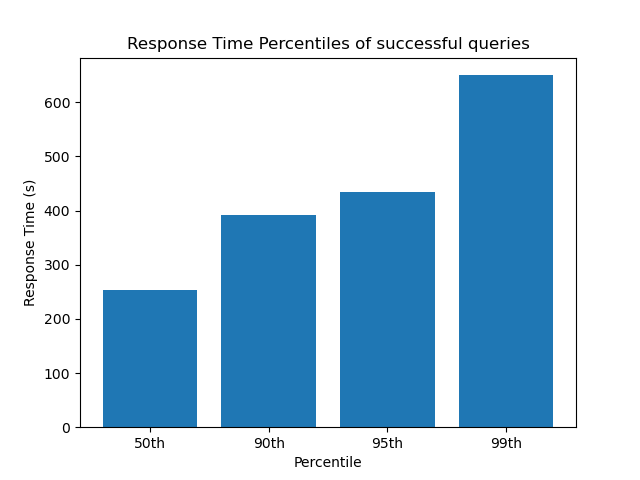 Response Time Percentiles of successful queries
Response Time (s)
600
500
400
300
200
100
0
50th 90th 95th 99th
Percentile